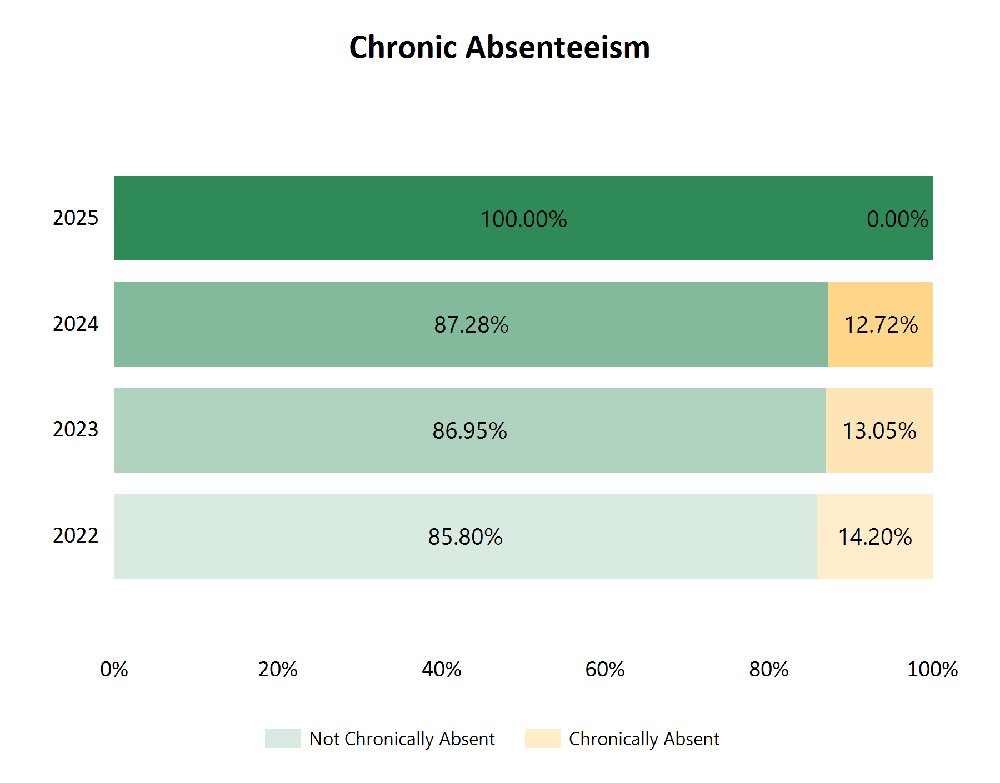 Chronic Absenteeism
2025 100.00% 0.00%
2024 87.28% 12.72%
2023 86.95% 13.05%
2022 85.80% 14.20%
0% 20% 40% 60% 80% 100%
Not Chronically Absent Chronically Absent